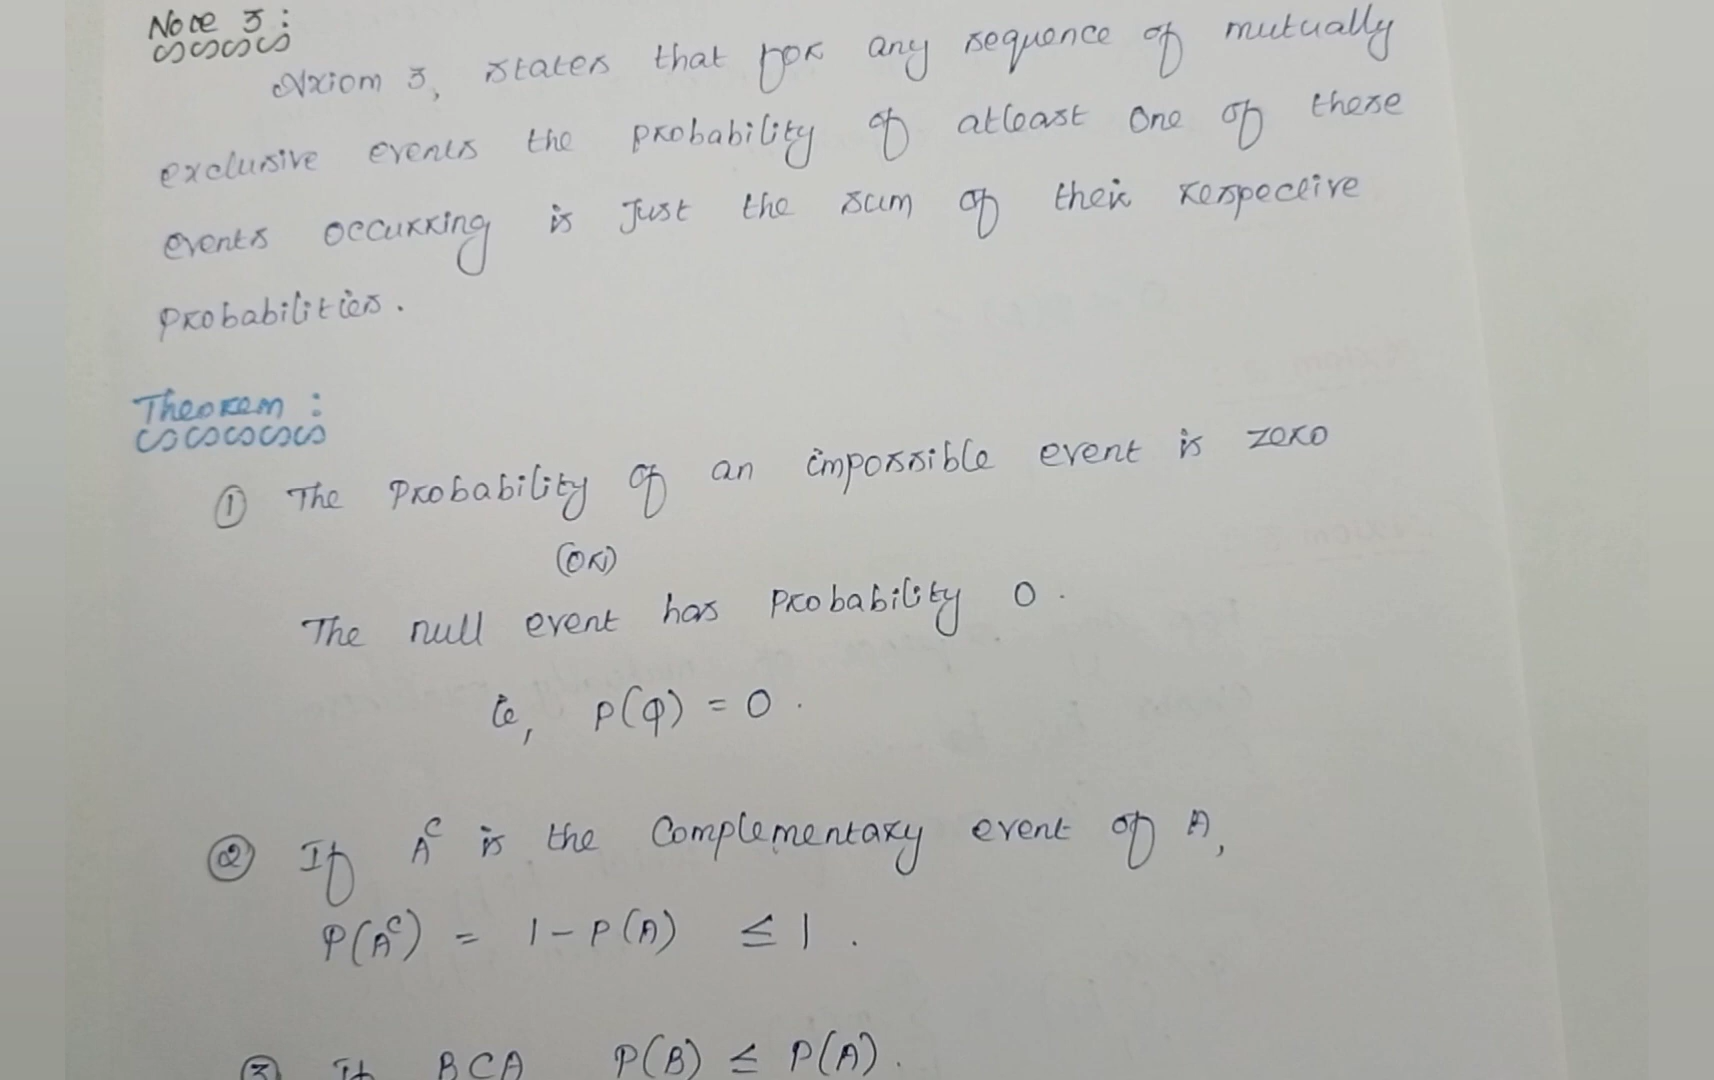 Note 3:
Axiom 3, states that for any sequence of mutually
exclusive events the probability of atleast one of these
events occurring is Just the sum of their respective
probabilities.
Theorem:
① The Probability of an impossible event is zero
(OR)
The null event has Probability 0.
ie, P(φ) = 0.
② If Aᶜ is the Complementary event of A,
P(Aᶜ) = 1-P(A) ≤ 1.
③ If B⊂A P(B) ≤ P(A).